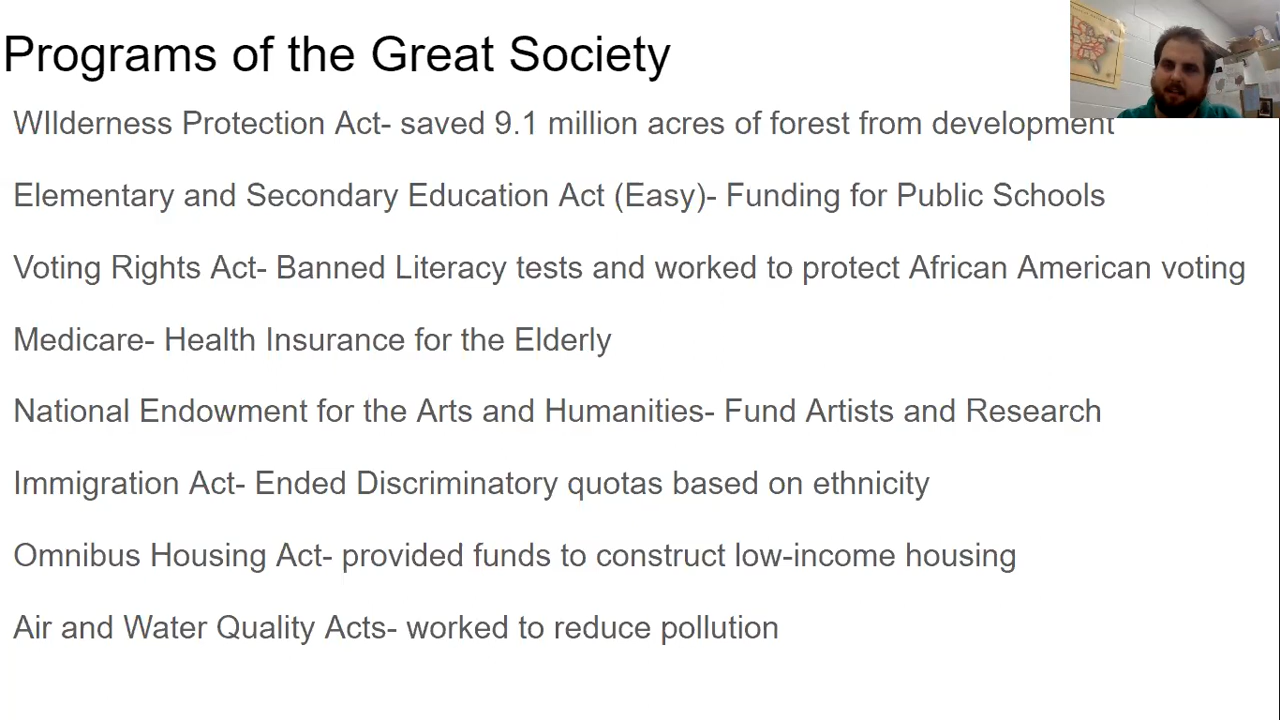 Programs of the Great Society
WIlderness Protection Act- saved 9.1 million acres of forest from development
Elementary and Secondary Education Act (Easy)- Funding for Public Schools
Voting Rights Act- Banned Literacy tests and worked to protect African American voting
Medicare- Health Insurance for the Elderly
National Endowment for the Arts and Humanities- Fund Artists and Research
Immigration Act- Ended Discriminatory quotas based on ethnicity
Omnibus Housing Act- provided funds to construct low-income housing
Air and Water Quality Acts- worked to reduce pollution